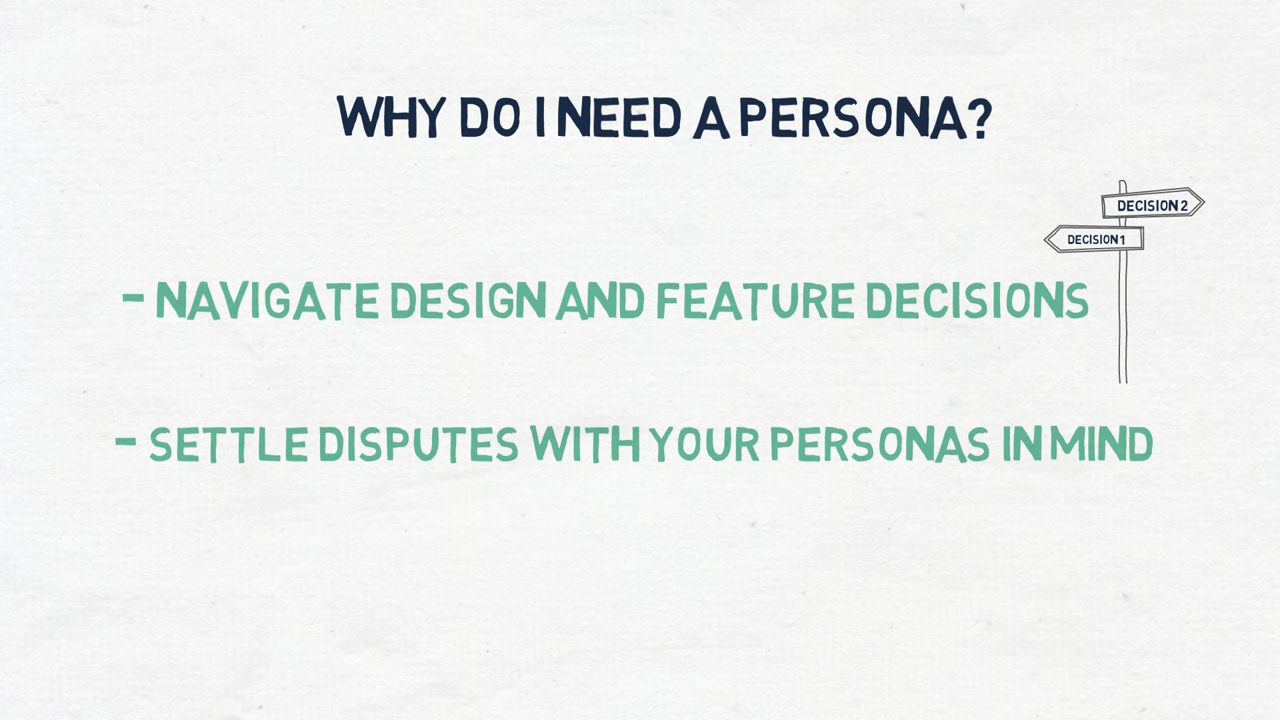 WHY DO I NEED A PERSONA?
DECISION 2
DECISION 1
- NAVIGATE DESIGN AND FEATURE DECISIONS
- SETTLE DISPUTES WITH YOUR PERSONAS IN MIND